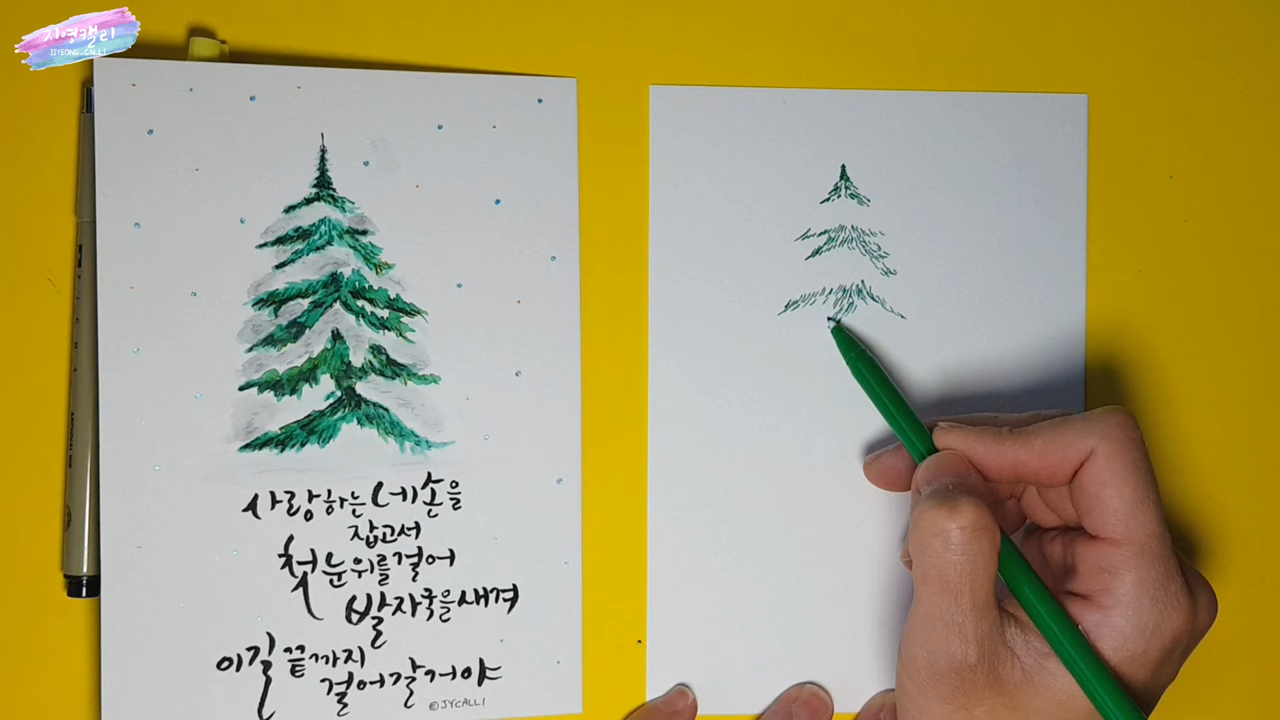 지영캘리
JIYEONG_CALLI
사랑하는 네 손을
잡고서
첫눈 위를 걸어
발자국을 새겨
이 길 끝까지
걸어갈 거야
©JYCALLI